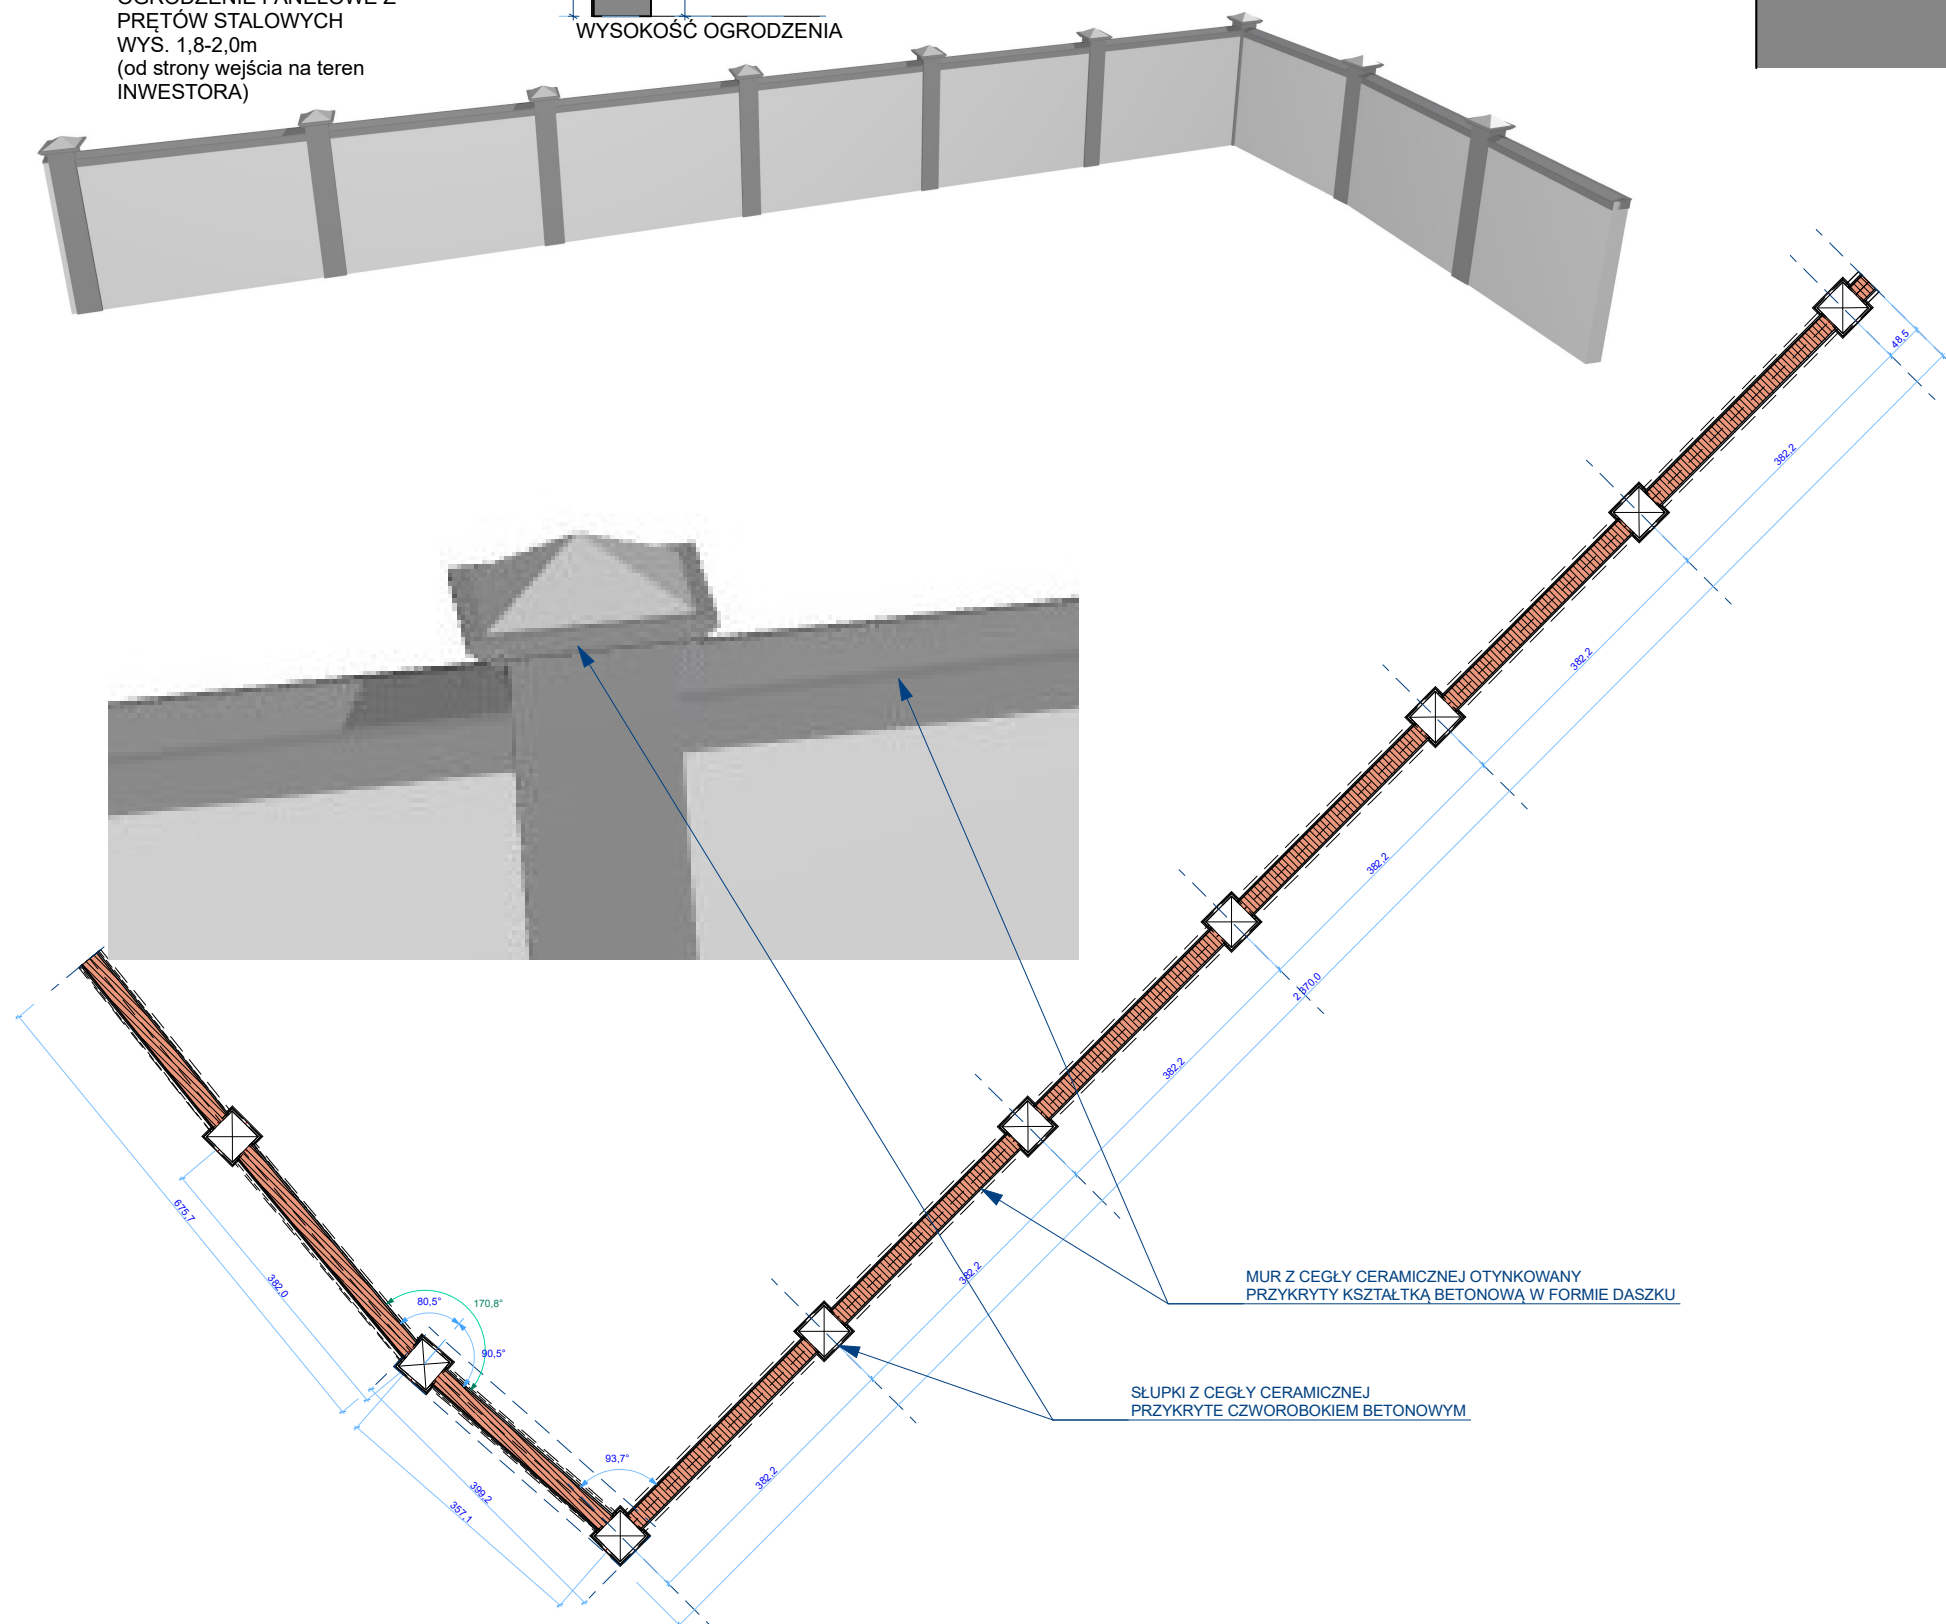 OGRODZENIE PANELOWE Z
PRĘTÓW STALOWYCH
WYS. 1,8-2,0m
(od strony wejścia na teren
INWESTORA)
WYSOKOŚĆ OGRODZENIA
48,5
382,2
382,2
382,2
2 370,0
382,2
382,2
382,2
675,7
382,0
80,5°
170,8°
90,5°
93,7°
399,2
357,1
MUR Z CEGŁY CERAMICZNEJ OTYNKOWANY
PRZYKRYTY KSZTAŁTKĄ BETONOWĄ W FORMIE DASZKU
SŁUPKI Z CEGŁY CERAMICZNEJ
PRZYKRYTE CZWOROBOKIEM BETONOWYM